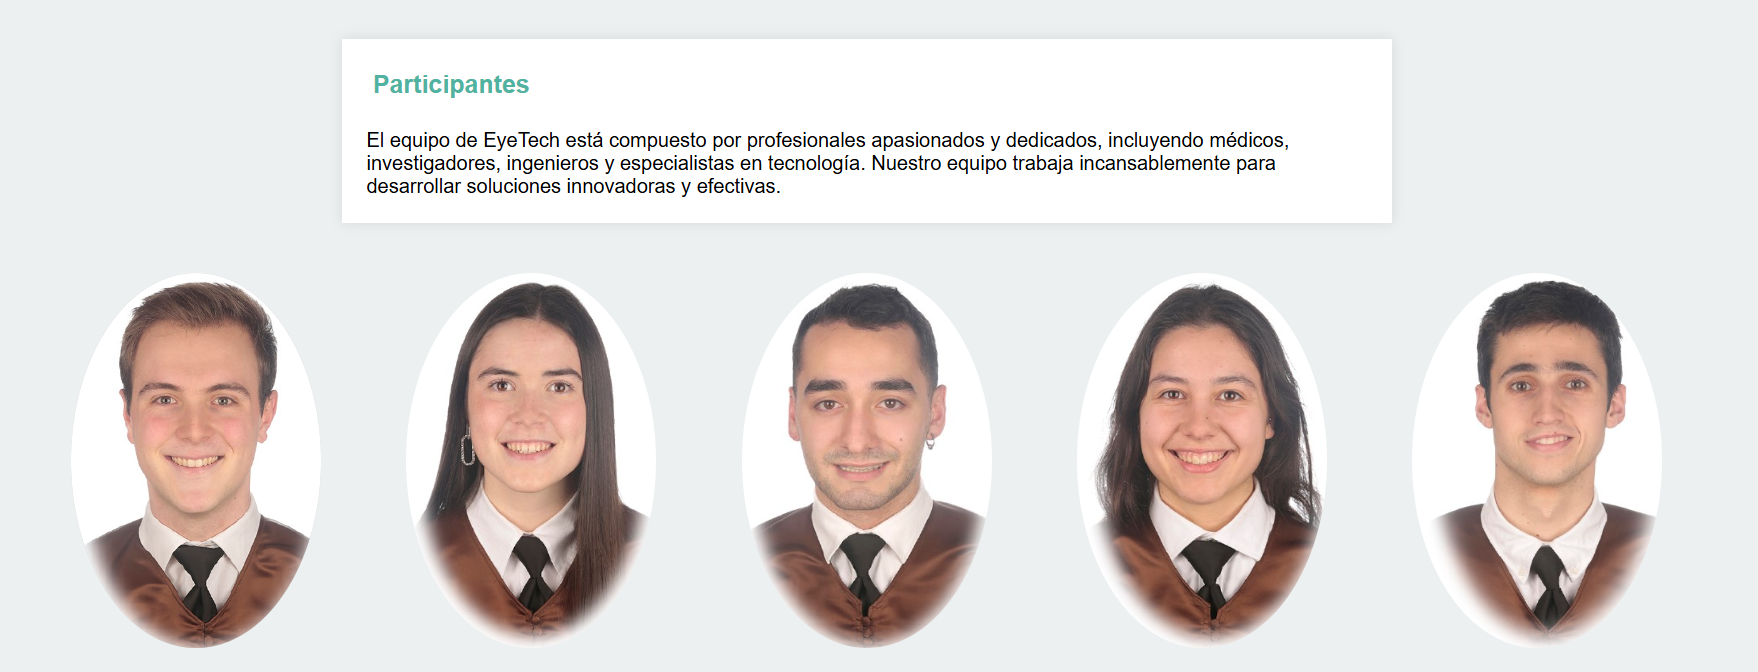 Participantes
El equipo de EyeTech está compuesto por profesionales apasionados y dedicados, incluyendo médicos,
investigadores, ingenieros y especialistas en tecnología. Nuestro equipo trabaja incansablemente para
desarrollar soluciones innovadoras y efectivas.